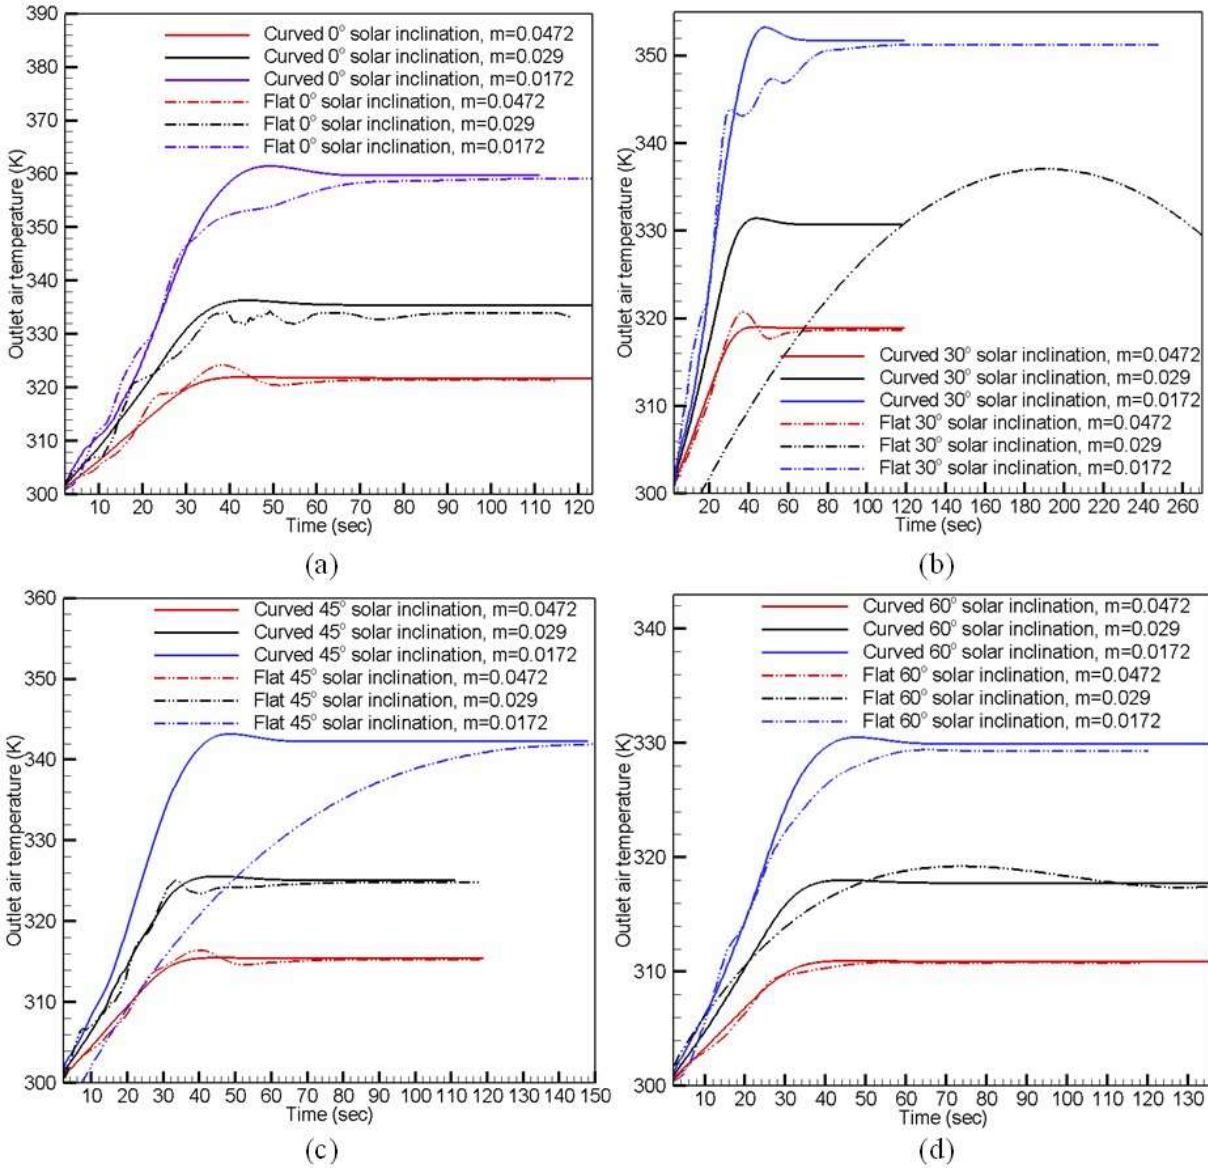 390
380
370
360
350
340
330
320
310
300
Outlet air temperature (K)
Curved 0° solar inclination, m=0.0472
Curved 0° solar inclination, m=0.029
Curved 0° solar inclination, m=0.0172
Flat 0° solar inclination, m=0.0472
Flat 0° solar inclination, m=0.029
Flat 0° solar inclination, m=0.0172
10 20 30 40 50 60 70 80 90 100 110 120
Time (sec)
(a)
350
340
330
320
310
300
Outlet air temperature (K)
Curved 30° solar inclination, m=0.0472
Curved 30° solar inclination, m=0.029
Curved 30° solar inclination, m=0.0172
Flat 30° solar inclination, m=0.0472
Flat 30° solar inclination, m=0.029
Flat 30° solar inclination, m=0.0172
20 40 60 80 100 120 140 160 180 200 220 240 260
Time (sec)
(b)
360
350
340
330
320
310
300
Outlet air temperature (K)
Curved 45° solar inclination, m=0.0472
Curved 45° solar inclination, m=0.029
Curved 45° solar inclination, m=0.0172
Flat 45° solar inclination, m=0.0472
Flat 45° solar inclination, m=0.029
Flat 45° solar inclination, m=0.0172
10 20 30 40 50 60 70 80 90 100 110 120 130 140 150
Time (sec)
(c)
340
330
320
310
300
Outlet air temperature (K)
Curved 60° solar inclination, m=0.0472
Curved 60° solar inclination, m=0.029
Curved 60° solar inclination, m=0.0172
Flat 60° solar inclination, m=0.0472
Flat 60° solar inclination, m=0.029
Flat 60° solar inclination, m=0.0172
10 20 30 40 50 60 70 80 90 100 110 120 130
Time (sec)
(d)